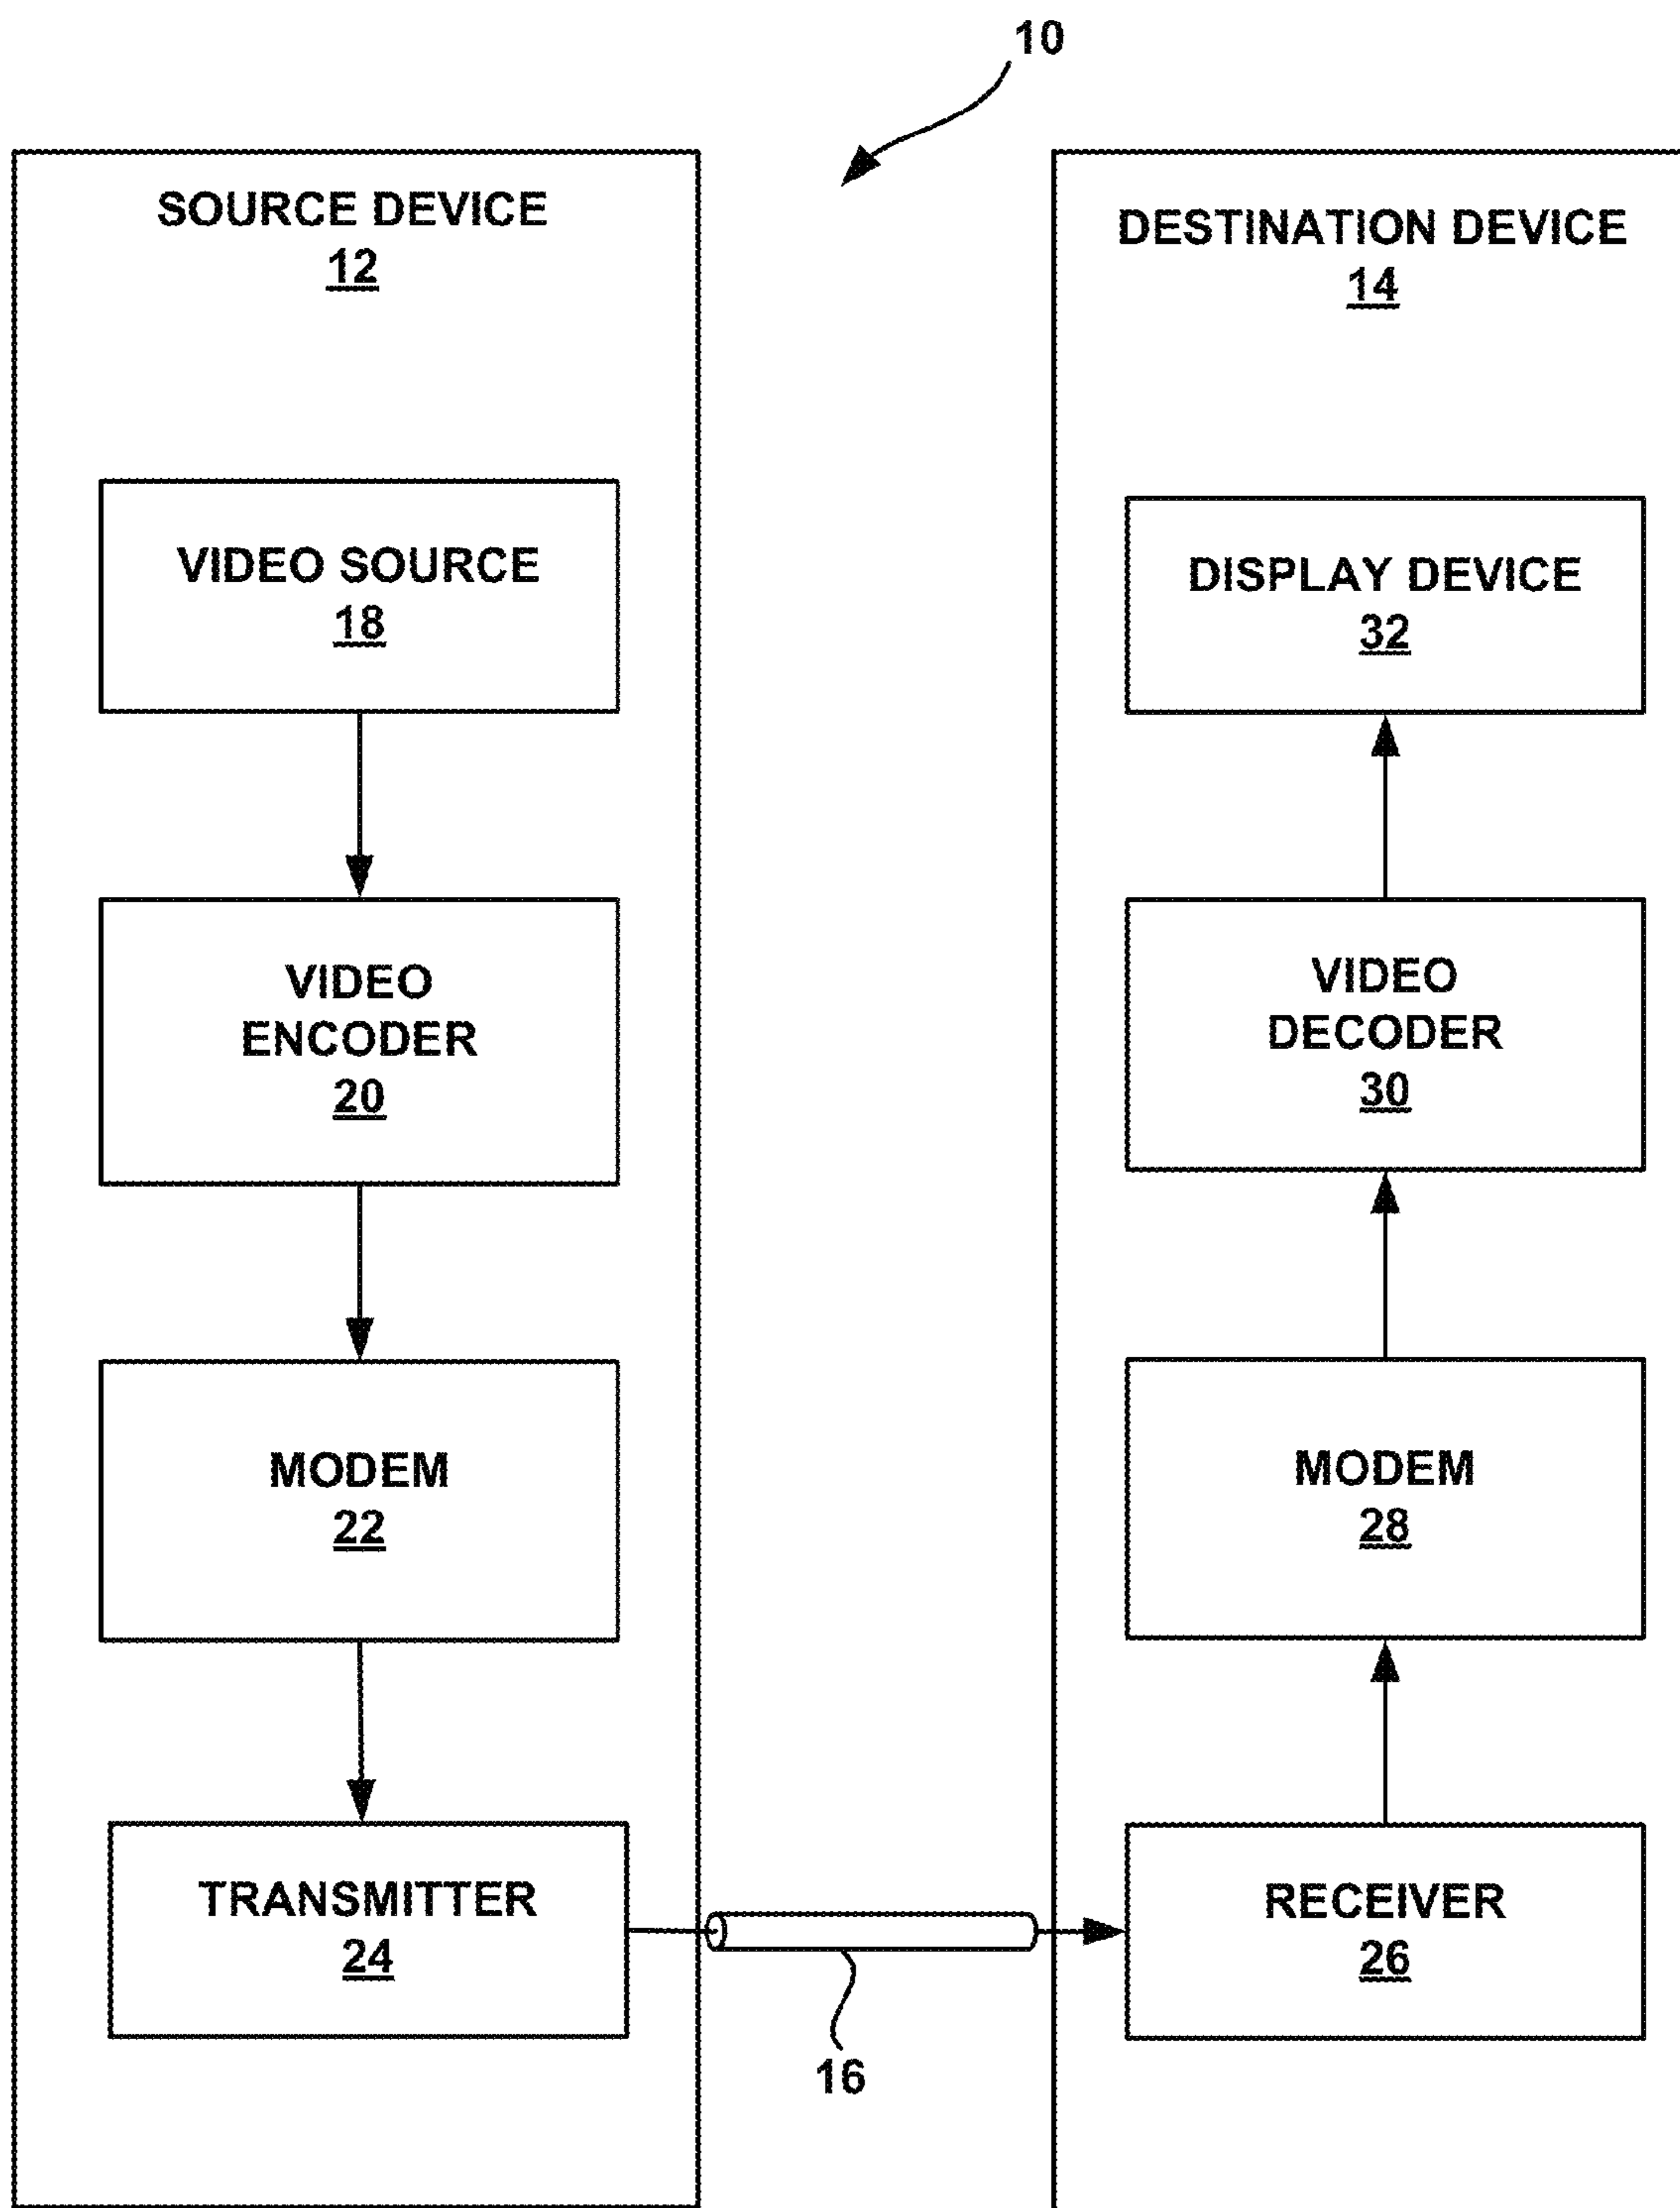 10
SOURCE DEVICE
12
VIDEO SOURCE
18
VIDEO
ENCODER
20
MODEM
22
TRANSMITTER
24
16
DESTINATION DEVICE
14
DISPLAY DEVICE
32
VIDEO
DECODER
30
MODEM
28
RECEIVER
26